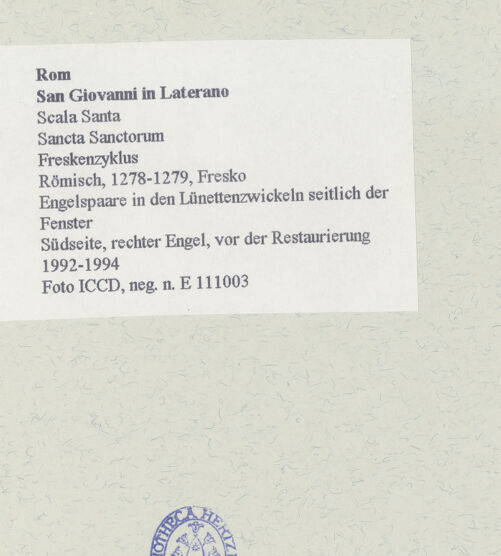 Rom
San Giovanni in Laterano
Scala Santa
Sancta Sanctorum
Freskenzyklus
Römisch, 1278-1279, Fresko
Engelspaare in den Lünettenzwickeln seitlich der
Fenster
Südseite, rechter Engel, vor der Restaurierung
1992-1994
Foto ICCD, neg. n. E 111003